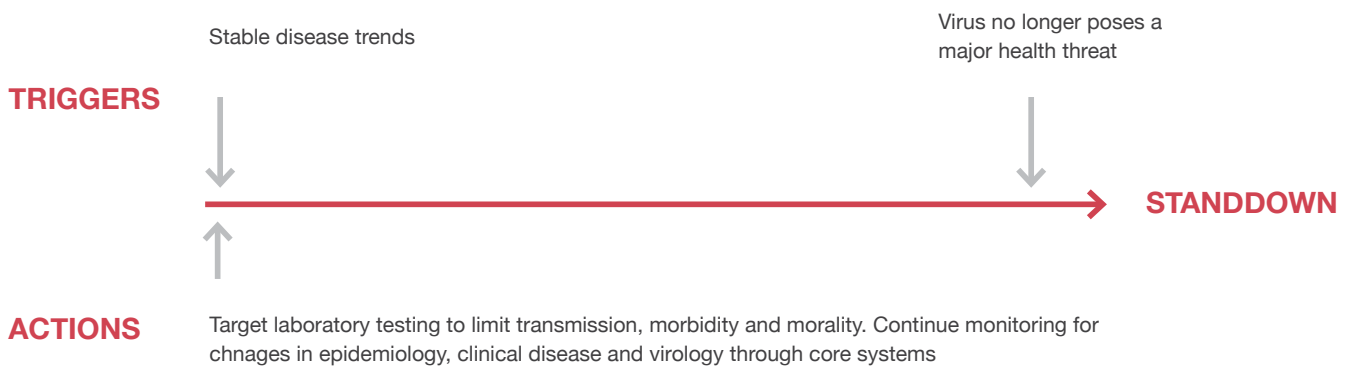 Stable disease trends
Virus no longer poses a
major health threat
TRIGGERS
STANDDOWN
ACTIONS
Target laboratory testing to limit transmission, morbidity and morality. Continue monitoring for
chnages in epidemiology, clinical disease and virology through core systems